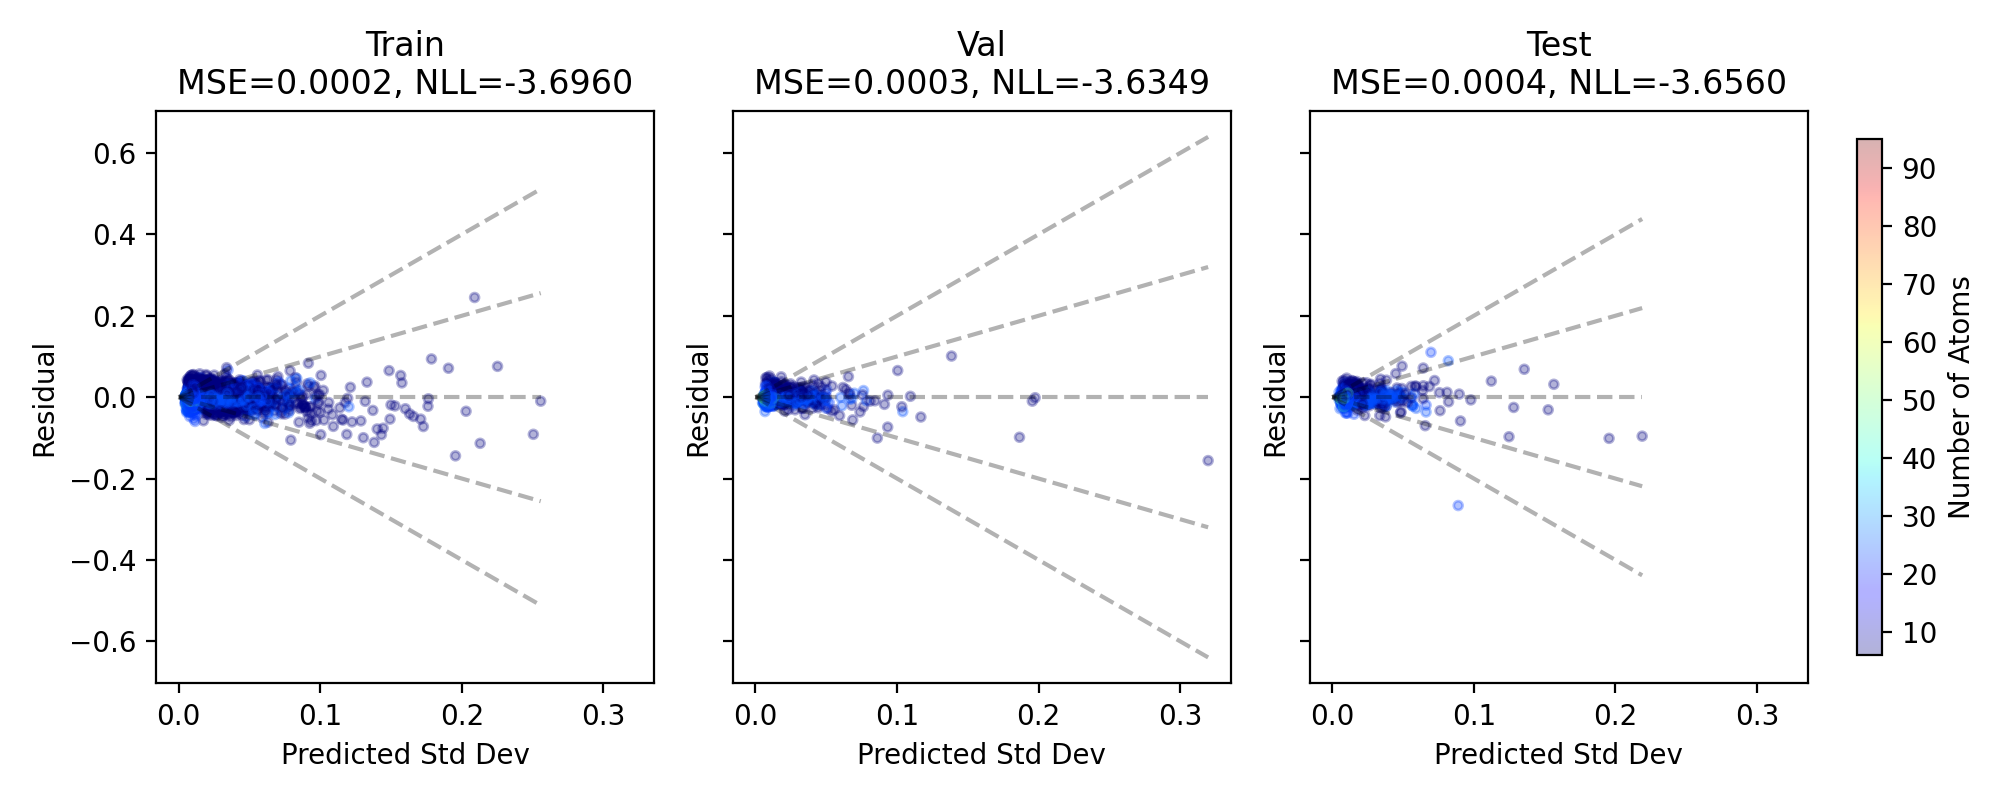 Train
MSE=0.0002, NLL=-3.6960
Val
MSE=0.0003, NLL=-3.6349
Test
MSE=0.0004, NLL=-3.6560
Residual
0.6
0.4
0.2
0.0
−0.2
−0.4
−0.6
0.0 0.1 0.2 0.3
Predicted Std Dev
Residual
0.0 0.1 0.2 0.3
Predicted Std Dev
Residual
0.0 0.1 0.2 0.3
Predicted Std Dev
90
80
70
60
50
40
30
20
10
Number of Atoms